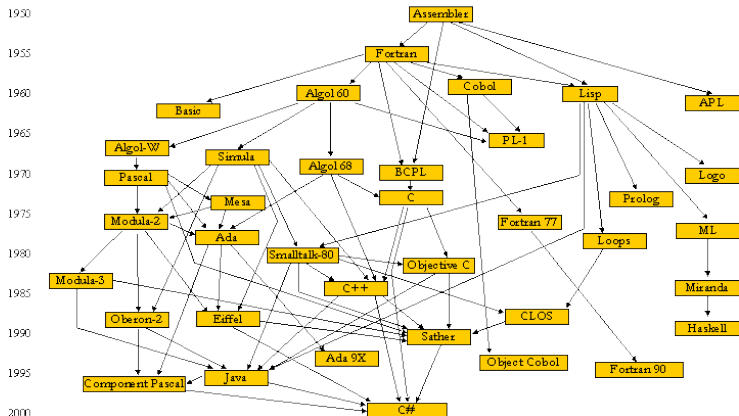 1950
Assembler
1955
Fortran
Cobol
1960
Algol 60
Lisp
Basic
APL
1965
Algol-W
PL-1
Simula
Algol 68
BCPL
Logo
1970
Pascal
C
Prolog
Mesa
1975
Modula-2
Fortran 77
ML
Ada
Loops
1980
Smalltalk-80
Objective C
Modula-3
C++
Miranda
1985
Oberon-2
Eiffel
CLOS
Haskell
1990
Sather
Ada 9X
Object Cobol
Fortran 90
1995
Component Pascal
Java
2000
C#